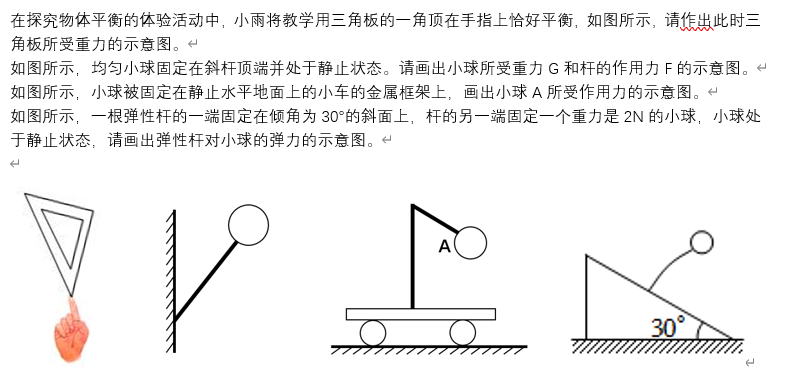 在探究物体平衡的体验活动中，小雨将教学用三角板的一角顶在手指上恰好平衡，如图所示，请作出此时三
角板所受重力的示意图。
如图所示，均匀小球固定在斜杆顶端并处于静止状态。请画出小球所受重力 G 和杆的作用力 F 的示意图。
如图所示，小球被固定在静止水平地面上的小车的金属框架上，画出小球 A 所受作用力的示意图。
如图所示，一根弹性杆的一端固定在倾角为 30°的斜面上，杆的另一端固定一个重力是 2N 的小球，小球处
于静止状态，请画出弹性杆对小球的弹力的示意图。
A
30°